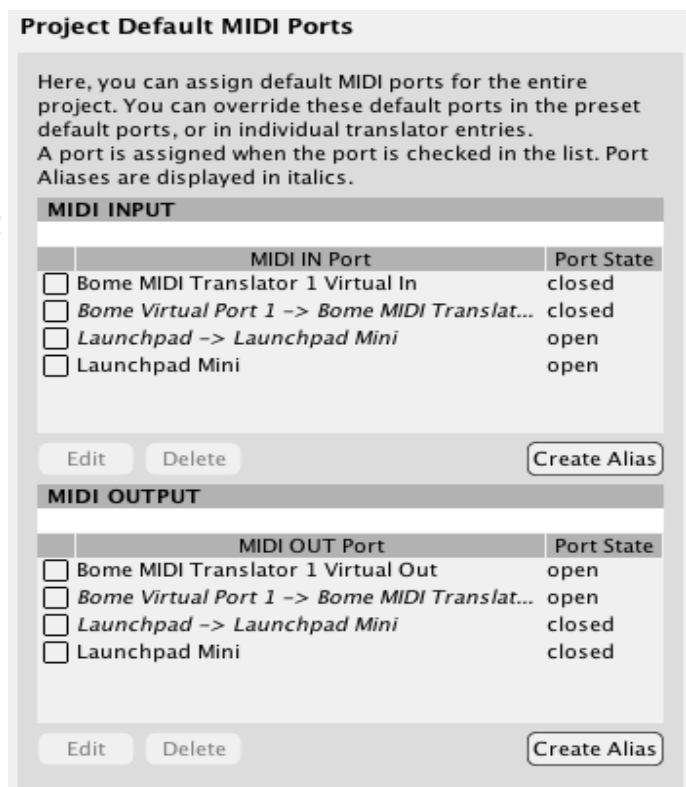 Project Default MIDI Ports
Here, you can assign default MIDI ports for the entire
project. You can override these default ports in the preset
default ports, or in individual translator entries.
A port is assigned when the port is checked in the list. Port
Aliases are displayed in italics.
MIDI INPUT
MIDI IN Port Port State
Bome MIDI Translator 1 Virtual In closed
Bome Virtual Port 1 -> Bome MIDI Translat... closed
Launchpad -> Launchpad Mini open
Launchpad Mini open
Edit Delete Create Alias
MIDI OUTPUT
MIDI OUT Port Port State
Bome MIDI Translator 1 Virtual Out open
Bome Virtual Port 1 -> Bome MIDI Translat... open
Launchpad -> Launchpad Mini closed
Launchpad Mini closed
Edit Delete Create Alias